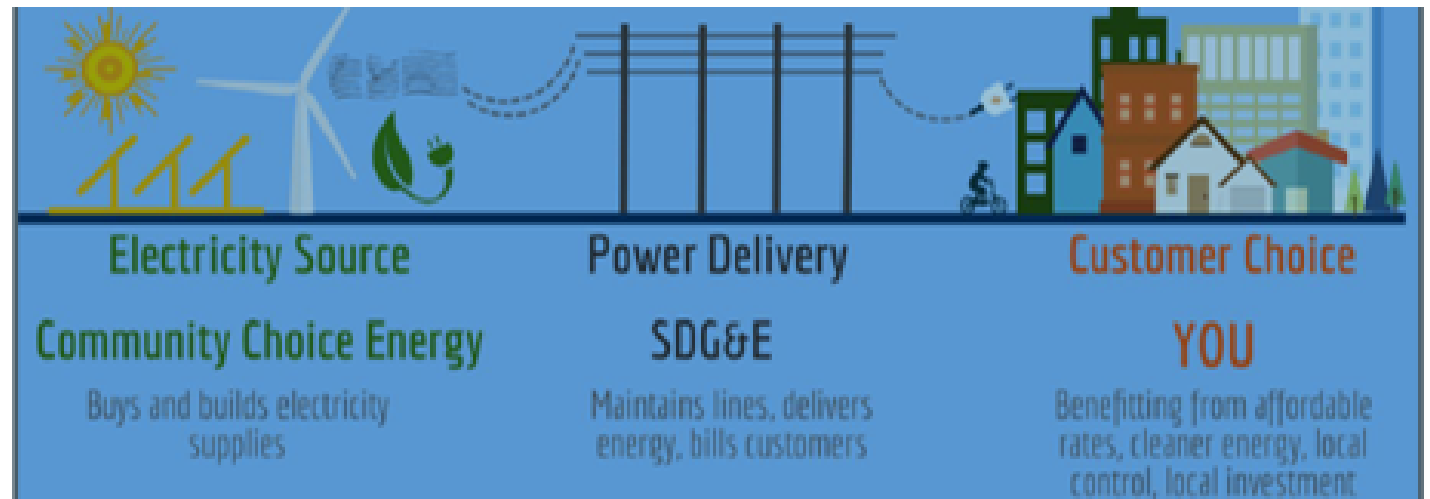 Electricity Source
Power Delivery
Customer Choice
Community Choice Energy
SDG&E
YOU
Buys and builds electricity
supplies
Maintains lines, delivers
energy, bills customers
Benefitting from affordable
rates, cleaner energy, local
control, local investment